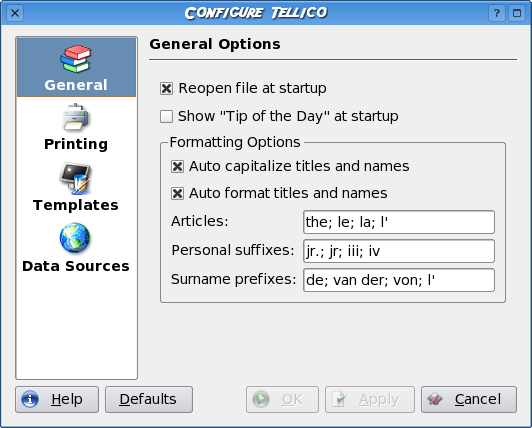 Configure Tellico
General Options
General
Printing
Templates
Data Sources
Reopen file at startup
Show "Tip of the Day" at startup
Formatting Options
Auto capitalize titles and names
Auto format titles and names
Articles: the; le; la; l'
Personal suffixes: jr.; jr; iii; iv
Surname prefixes: de; van der; von; l'
Help Defaults OK Apply Cancel